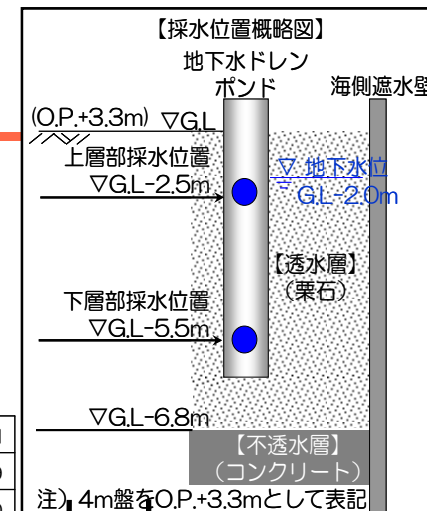 【採水位置概略図】
地下水ドレン
ポンド
海側遮水壁
(O.P.+3.3m) ▽G.L
上層部採水位置
▽G.L-2.5m
▽ 地下水位
G.L-2.0m
【透水層】
(栗石)
下層部採水位置
▽G.L-5.5m
▽G.L-6.8m
【不透水層】
(コンクリート)
注) 4m盤をO.P.+3.3mとして表記